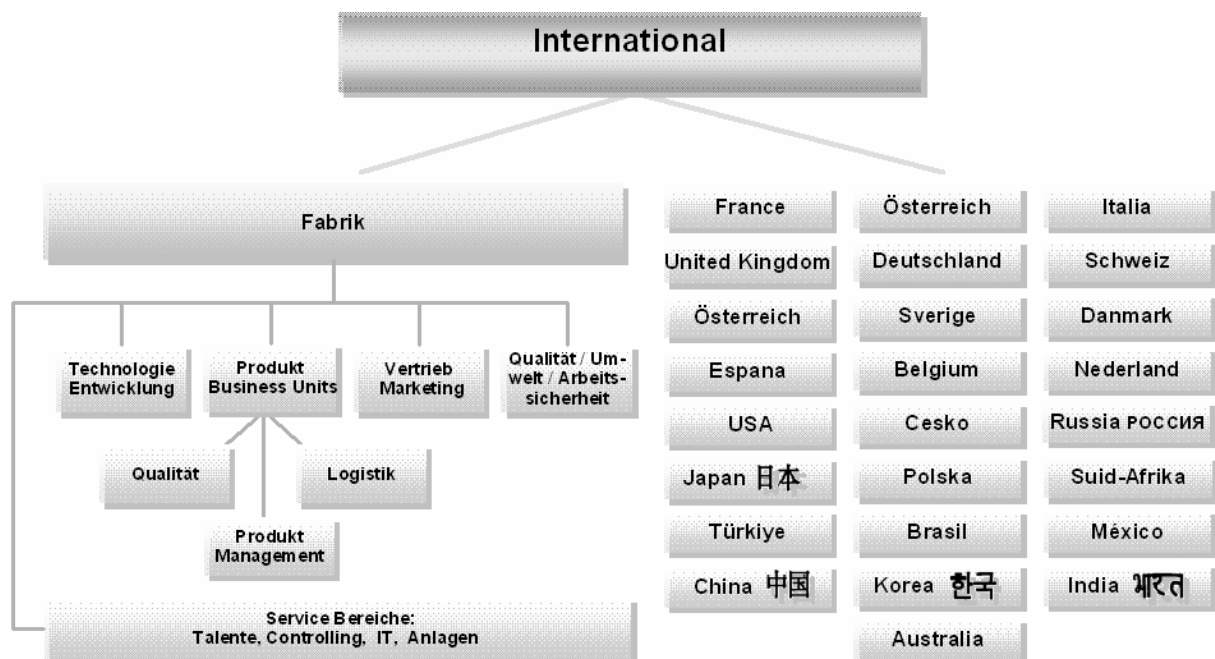 International
Fabrik
Technologie
Entwicklung
Produkt
Business Units
Vertrieb
Marketing
Qualität / Um-
welt / Arbeits-
sicherheit
Qualität
Logistik
Produkt
Management
Service Bereiche:
Talente, Controlling, IT, Anlagen
France
Österreich
Italia
United Kingdom
Deutschland
Schweiz
Österreich
Sverige
Danmark
Espana
Belgium
Nederland
USA
Cesko
Russia РОССИЯ
Japan 日本
Polska
Suid-Afrika
Türkiye
Brasil
México
China 中国
Korea 한국
India भारत
Australia